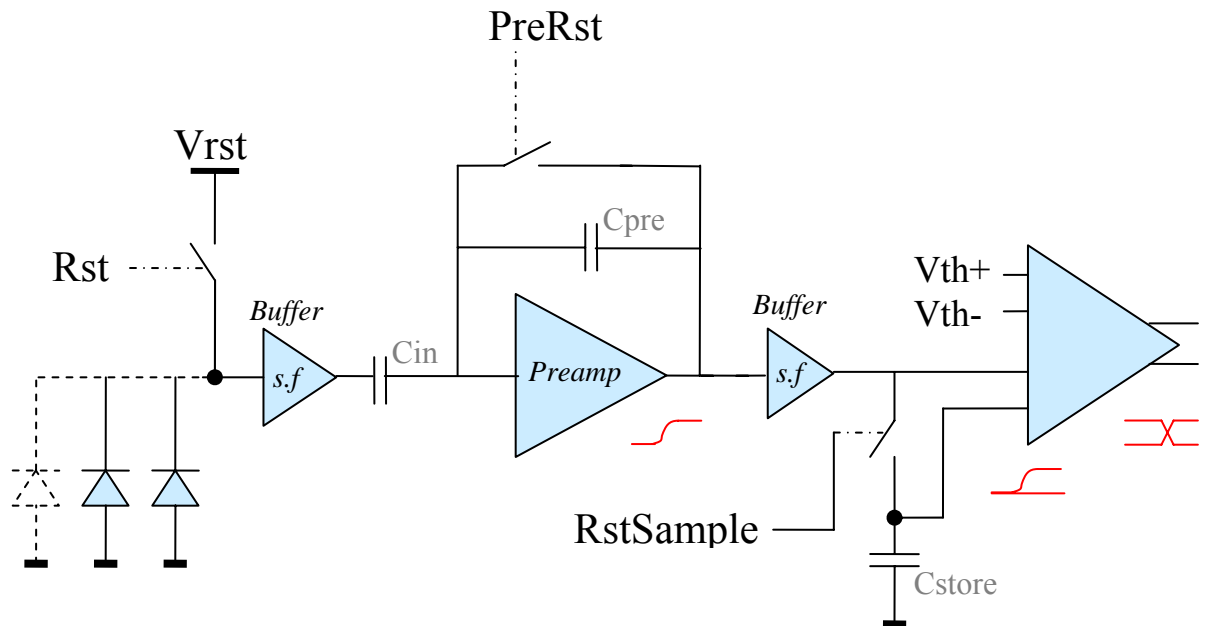 PreRst
Vrst
Cpre
Rst
Vth+
Vth-
Buffer
Buffer
Cin
s.f
Preamp
s.f
RstSample
Cstore